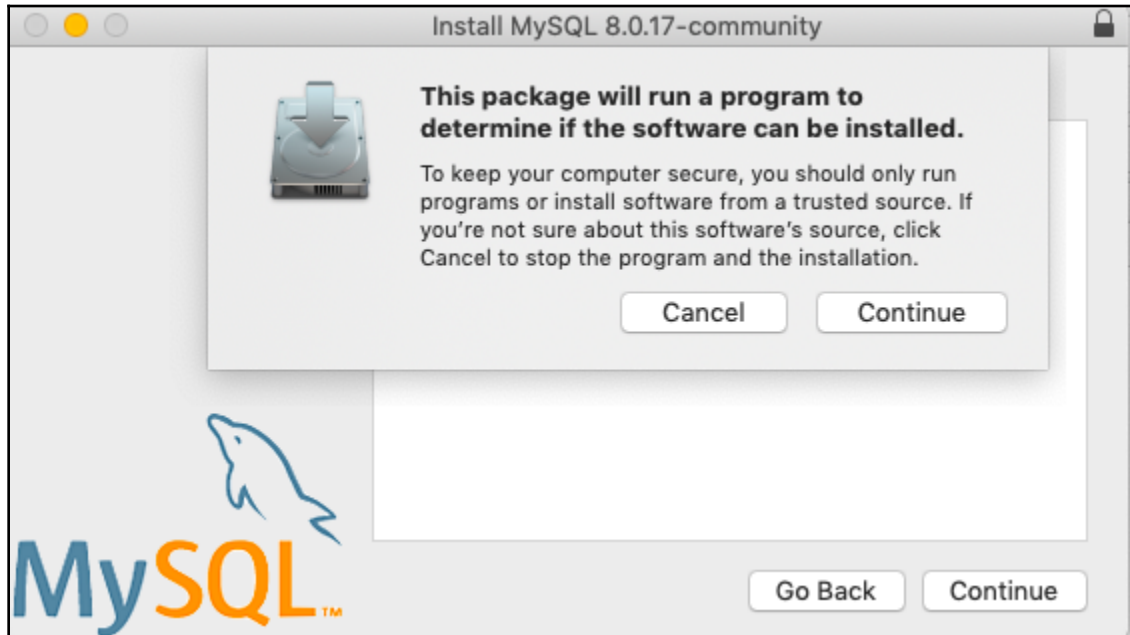 Install MySQL 8.0.17-community
This package will run a program to
determine if the software can be installed.
To keep your computer secure, you should only run
programs or install software from a trusted source. If
you’re not sure about this software’s source, click
Cancel to stop the program and the installation.
Cancel
Continue
MySQL™
Go Back
Continue